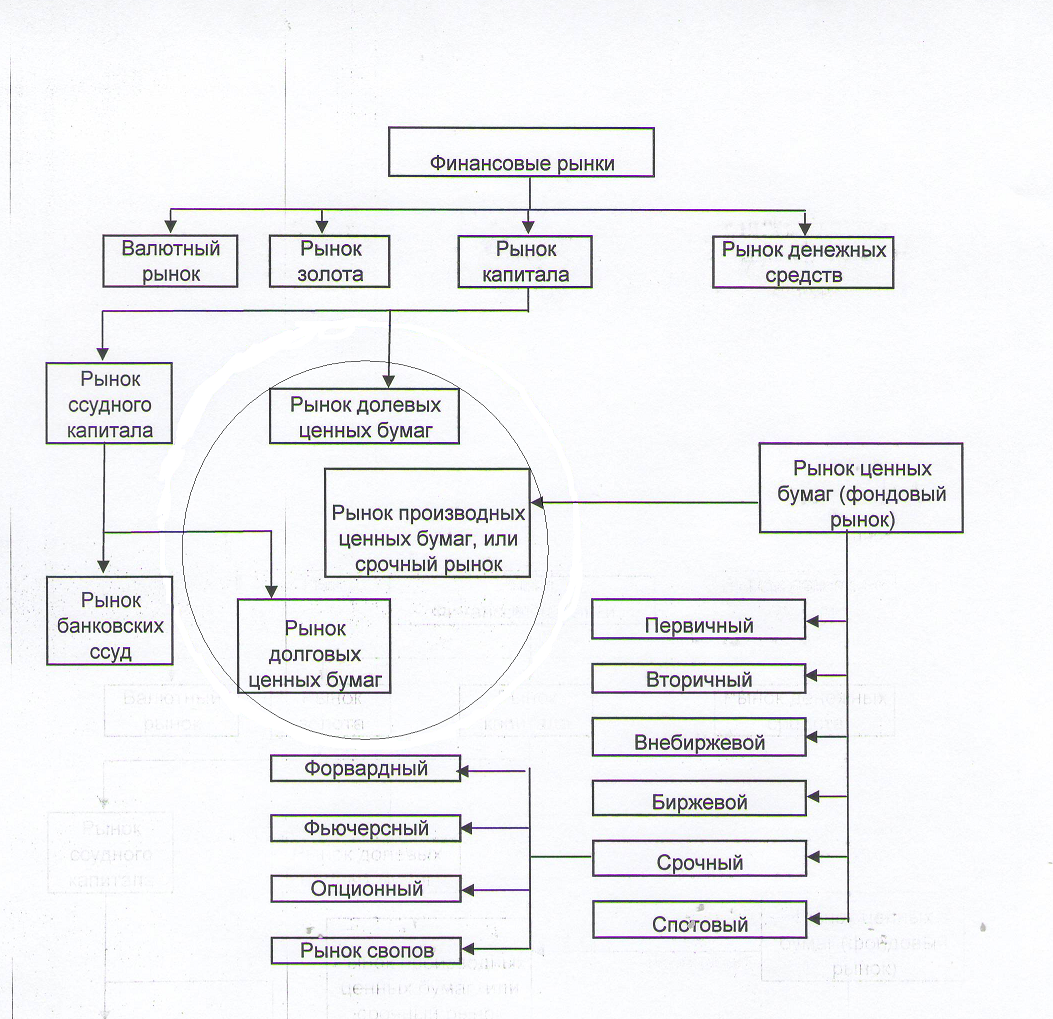 Финансовые рынки
Валютный
рынок
Рынок
золота
Рынок
капитала
Рынок денежных
средств
Рынок
ссудного
капитала
Рынок долевых
ценных бумаг
Рынок производных
ценных бумаг, или
срочный рынок
Рынок ценных
бумаг (фондовый
рынок)
Рынок
банковских
ссуд
Рынок
долговых
ценных бумаг
Первичный
Вторичный
Внебиржевой
Биржевой
Срочный
Спотовый
Форвардный
Фьючерсный
Опционный
Рынок свопов